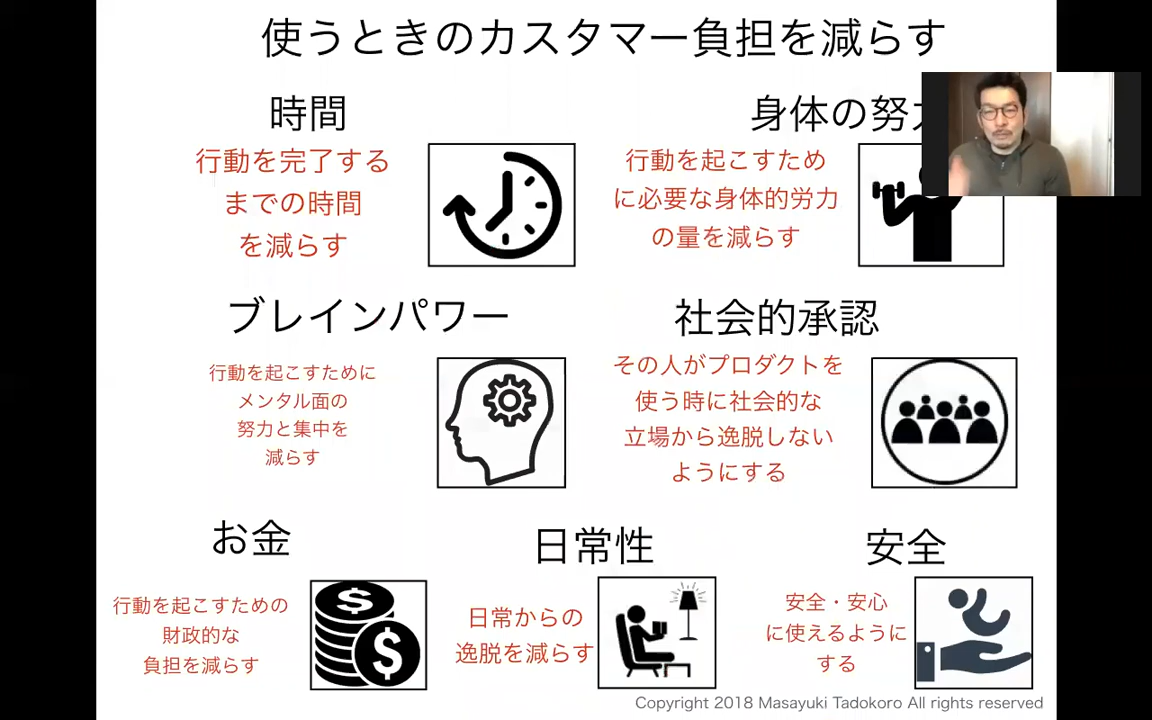 使うときのカスタマー負担を減らす
時間
行動を完了する
までの時間
を減らす
身体の努
行動を起こすため
に必要な身体的労力
の量を減らす
ブレインパワー
行動を起こすために
メンタル面の
努力と集中を
減らす
社会的承認
その人がプロダクトを
使う時に社会的な
立場から逸脱しない
ようにする
お金
行動を起こすための
財政的な
負担を減らす
日常性
日常からの
逸脱を減らす
安全
安全・安心
に使えるように
する
Copyright 2018 Masayuki Tadokoro All rights reserved